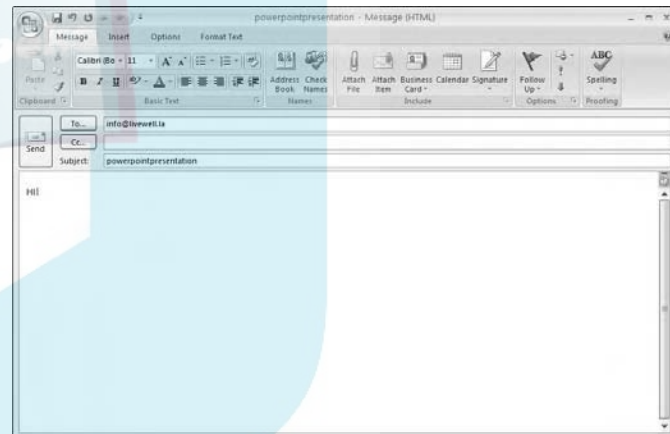 powerpointpresentation - Message (HTML)
Message Insert Options Format Text
Paste
Calibri (Bo 11
A A
B I U A
Address Book
Check Names
Attach File
Attach Item
Business Card
Calendar
Signature
Follow Up
ABC
Spelling
Clipboard
Basic Text
Names
Include
Options
Proofing
Send
To...
info@livewell.la
Cc...
Subject:
powerpointpresentation